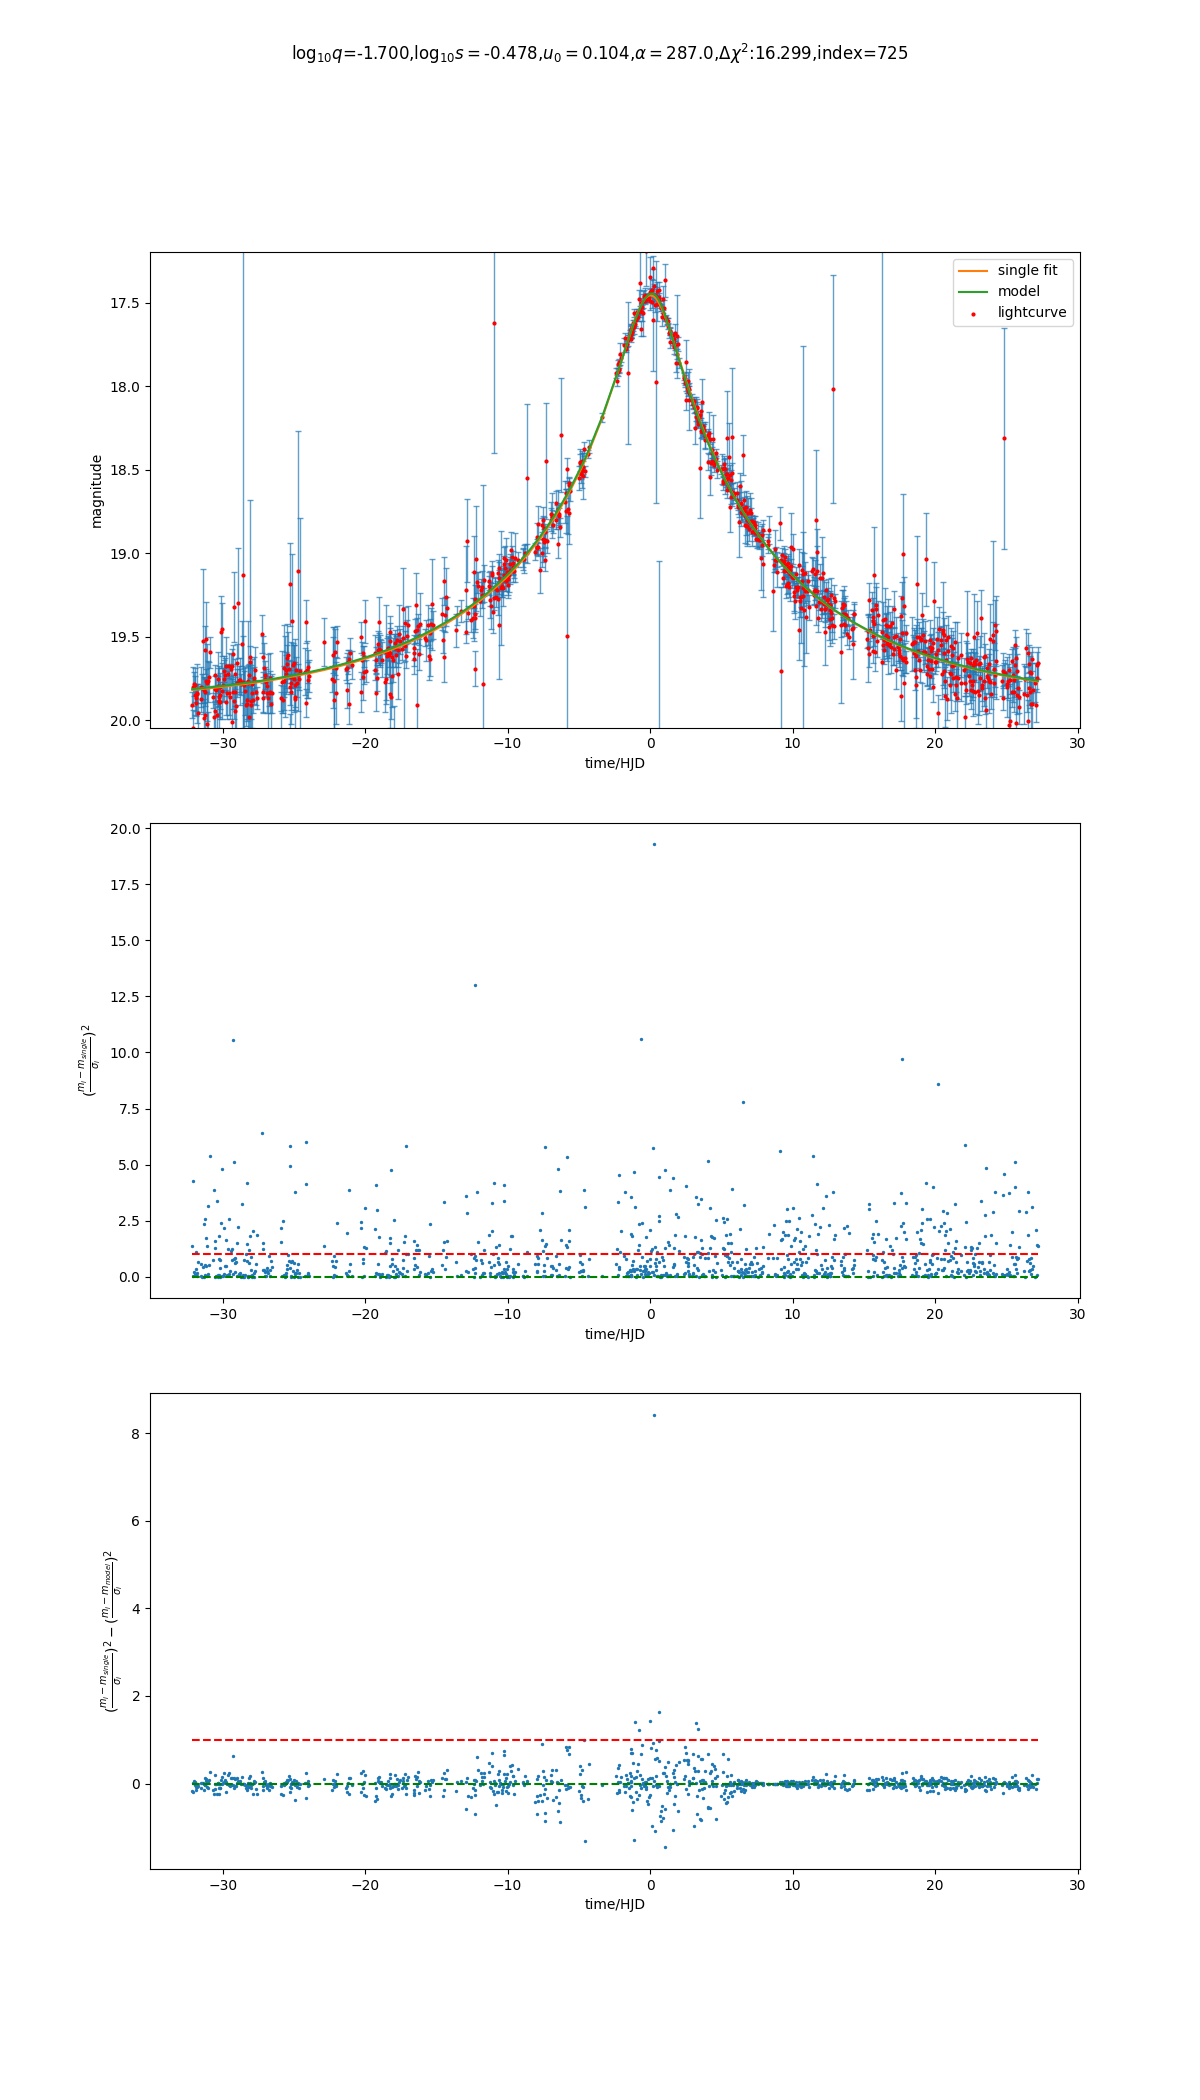 log₁₀q=-1.700,log₁₀s = -0.478,u₀ = 0.104,α = 287.0,Δχ²:16.299,index=725
single fit
model
lightcurve
magnitude
17.5
18.0
18.5
19.0
19.5
20.0
−30 −20 −10 0 10 20 30
time/HJD
((mᵢ − m_single)/σᵢ)²
20.0
17.5
15.0
12.5
10.0
7.5
5.0
2.5
0.0
−30 −20 −10 0 10 20 30
time/HJD
((mᵢ − m_single)/σᵢ)² − ((mᵢ − m_model)/σᵢ)²
8
6
4
2
0
−30 −20 −10 0 10 20 30
time/HJD